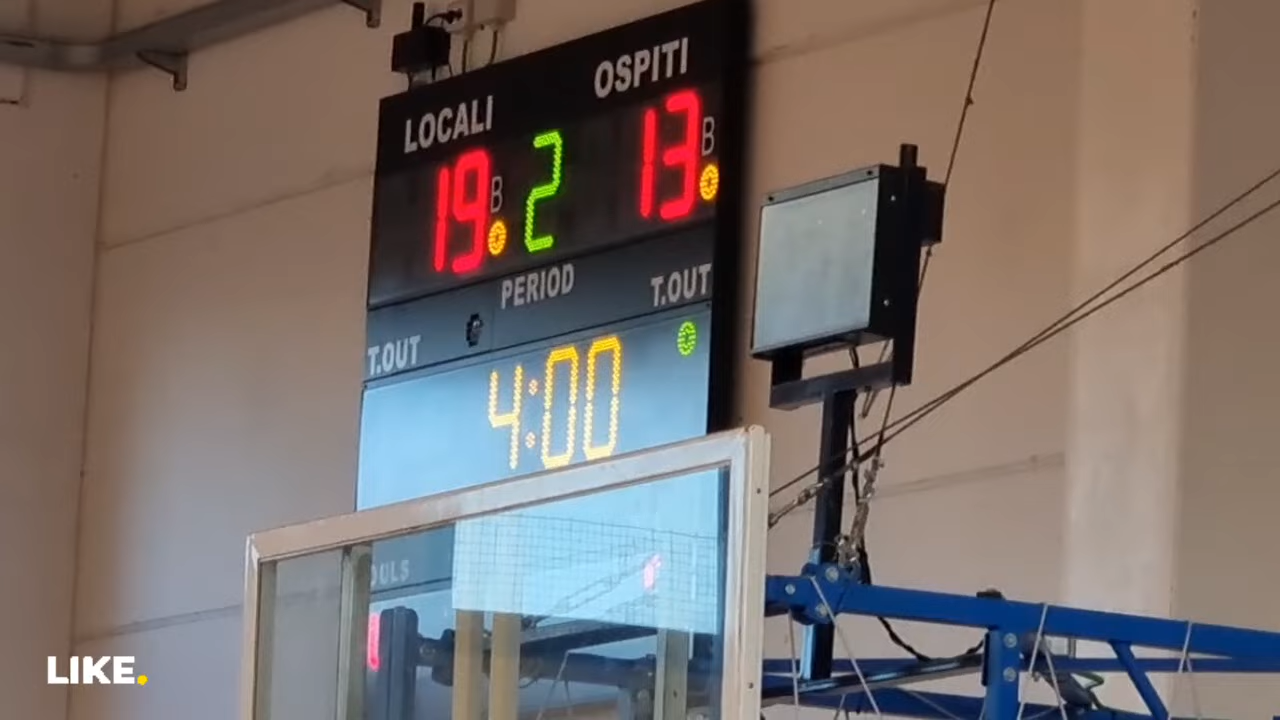 LOCALI OSPITI
19 B 2 13 B
PERIOD
T.OUT T.OUT
4:00
LIKE.